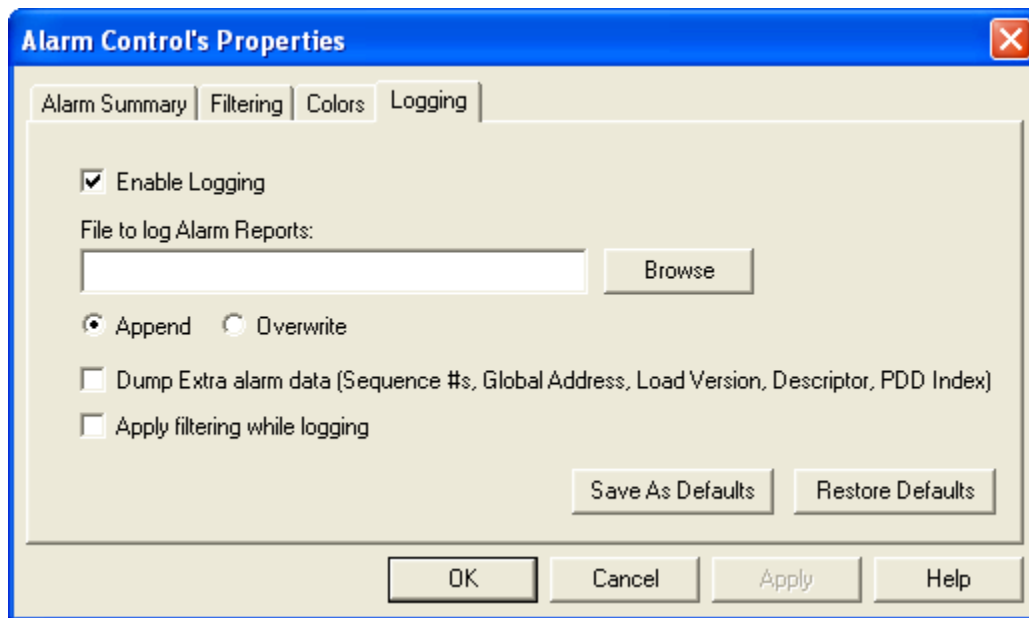 Alarm Control's Properties
Alarm Summary Filtering Colors Logging
Enable Logging
File to log Alarm Reports:
Browse
Append Overwrite
Dump Extra alarm data (Sequence #s, Global Address, Load Version, Descriptor, PDD Index)
Apply filtering while logging
Save As Defaults Restore Defaults
OK Cancel Apply Help